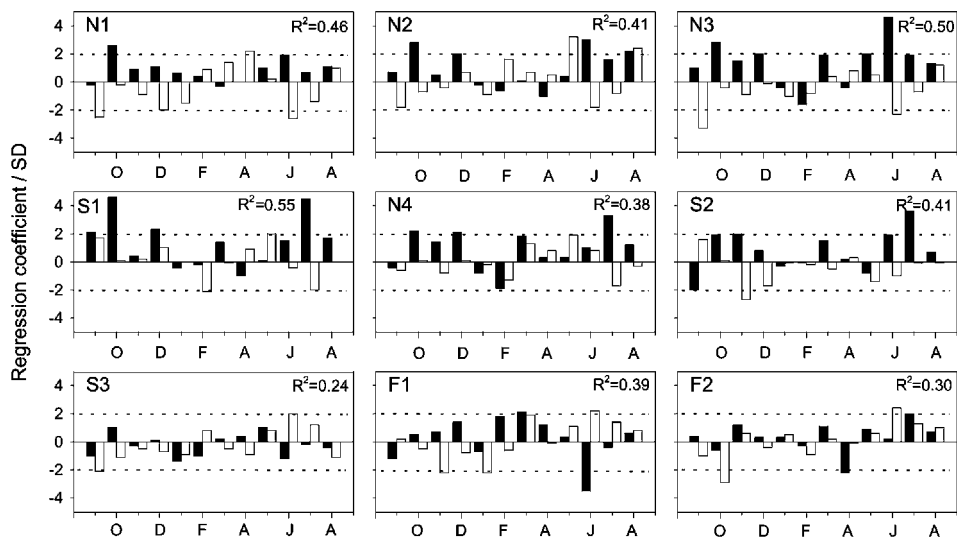 N1 R²=0.46 N2 R²=0.41 N3 R²=0.50
4
2
0
-2
-4
O D F A J A O D F A J A O D F A J A
Regression coefficient / SD
S1 R²=0.55 N4 R²=0.38 S2 R²=0.41
4
2
0
-2
-4
O D F A J A O D F A J A O D F A J A
S3 R²=0.24 F1 R²=0.39 F2 R²=0.30
4
2
0
-2
-4
O D F A J A O D F A J A O D F A J A